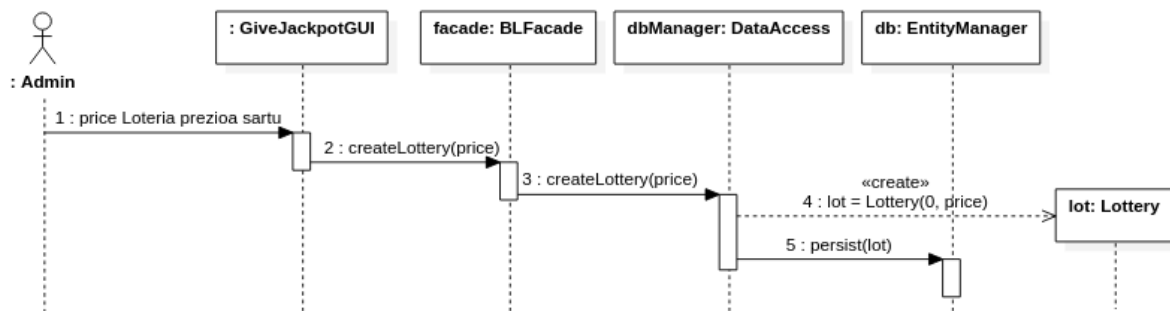 : Admin
: GiveJackpotGUI
facade: BLFacade
dbManager: DataAccess
db: EntityManager
1 : price Loteria prezioa sartu
2 : createLottery(price)
3 : createLottery(price)
«create»
4 : lot = Lottery(0, price)
lot: Lottery
5 : persist(lot)